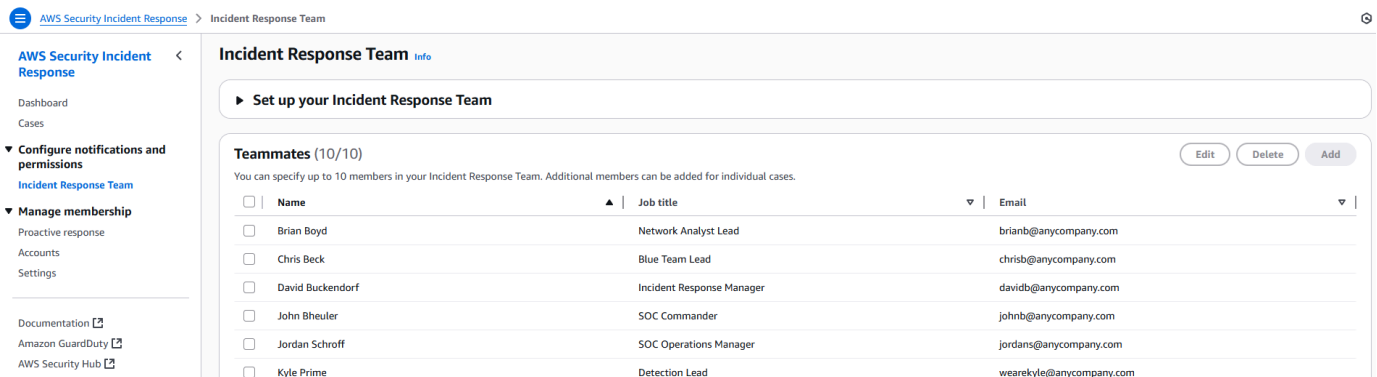 AWS Security Incident Response > Incident Response Team
AWS Security Incident
Response
Dashboard
Cases
Configure notifications and
permissions
Incident Response Team
Manage membership
Proactive response
Accounts
Settings
Documentation
Amazon GuardDuty
AWS Security Hub
Incident Response Team Info
Set up your Incident Response Team
Teammates (10/10)
Edit Delete Add
You can specify up to 10 members in your Incident Response Team. Additional members can be added for individual cases.
Name Job title Email
Brian Boyd Network Analyst Lead brianb@anycompany.com
Chris Beck Blue Team Lead chrisb@anycompany.com
David Buckendorf Incident Response Manager davidb@anycompany.com
John Bheuler SOC Commander johnb@anycompany.com
Jordan Schroff SOC Operations Manager jordans@anycompany.com
Kyle Prime Detection Lead wearekyle@anycompany.com